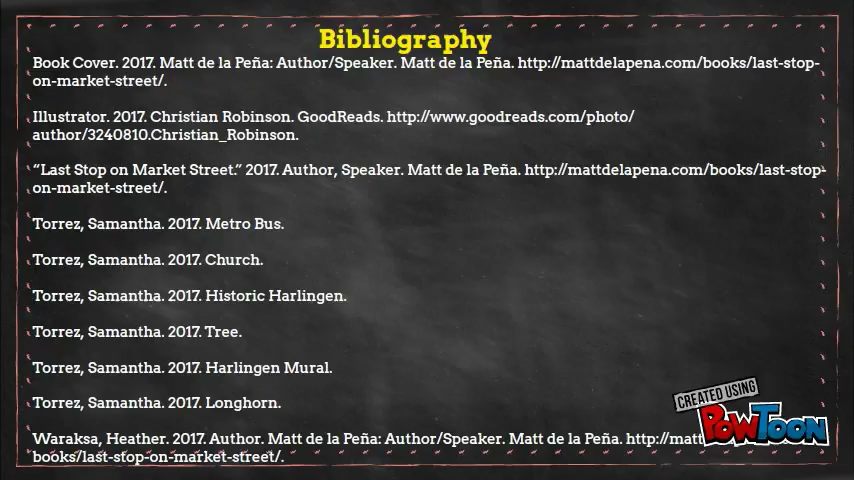 Bibliography
Book Cover. 2017. Matt de la Peña: Author/Speaker. Matt de la Peña. http://mattdelapena.com/books/last-stop-
on-market-street/.
Illustrator. 2017. Christian Robinson. GoodReads. http://www.goodreads.com/photo/
author/3240810.Christian_Robinson.
“Last Stop on Market Street.” 2017. Author, Speaker. Matt de la Peña. http://mattdelapena.com/books/last-stop-
on-market-street/.
Torrez, Samantha. 2017. Metro Bus.
Torrez, Samantha. 2017. Church.
Torrez, Samantha. 2017. Historic Harlingen.
Torrez, Samantha. 2017. Tree.
Torrez, Samantha. 2017. Harlingen Mural.
Torrez, Samantha. 2017. Longhorn.
Waraksa, Heather. 2017. Author. Matt de la Peña: Author/Speaker. Matt de la Peña. http://matt
books/last-stop-on-market-street/.
CREATED USING
POWTOON